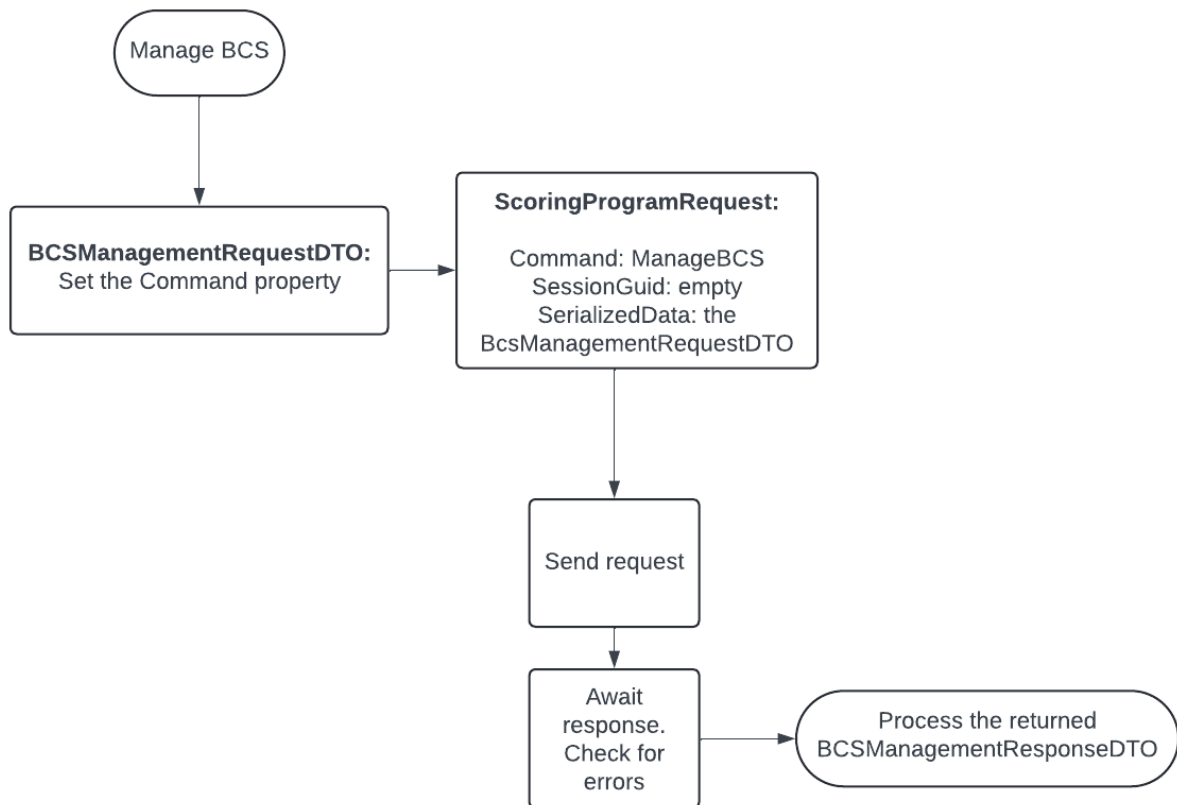 Manage BCS
BCSManagementRequestDTO:
Set the Command property
ScoringProgramRequest:
Command: ManageBCS
SessionGuid: empty
SerializedData: the
BcsManagementRequestDTO
Send request
Await
response.
Check for
errors
Process the returned
BCSManagementResponseDTO